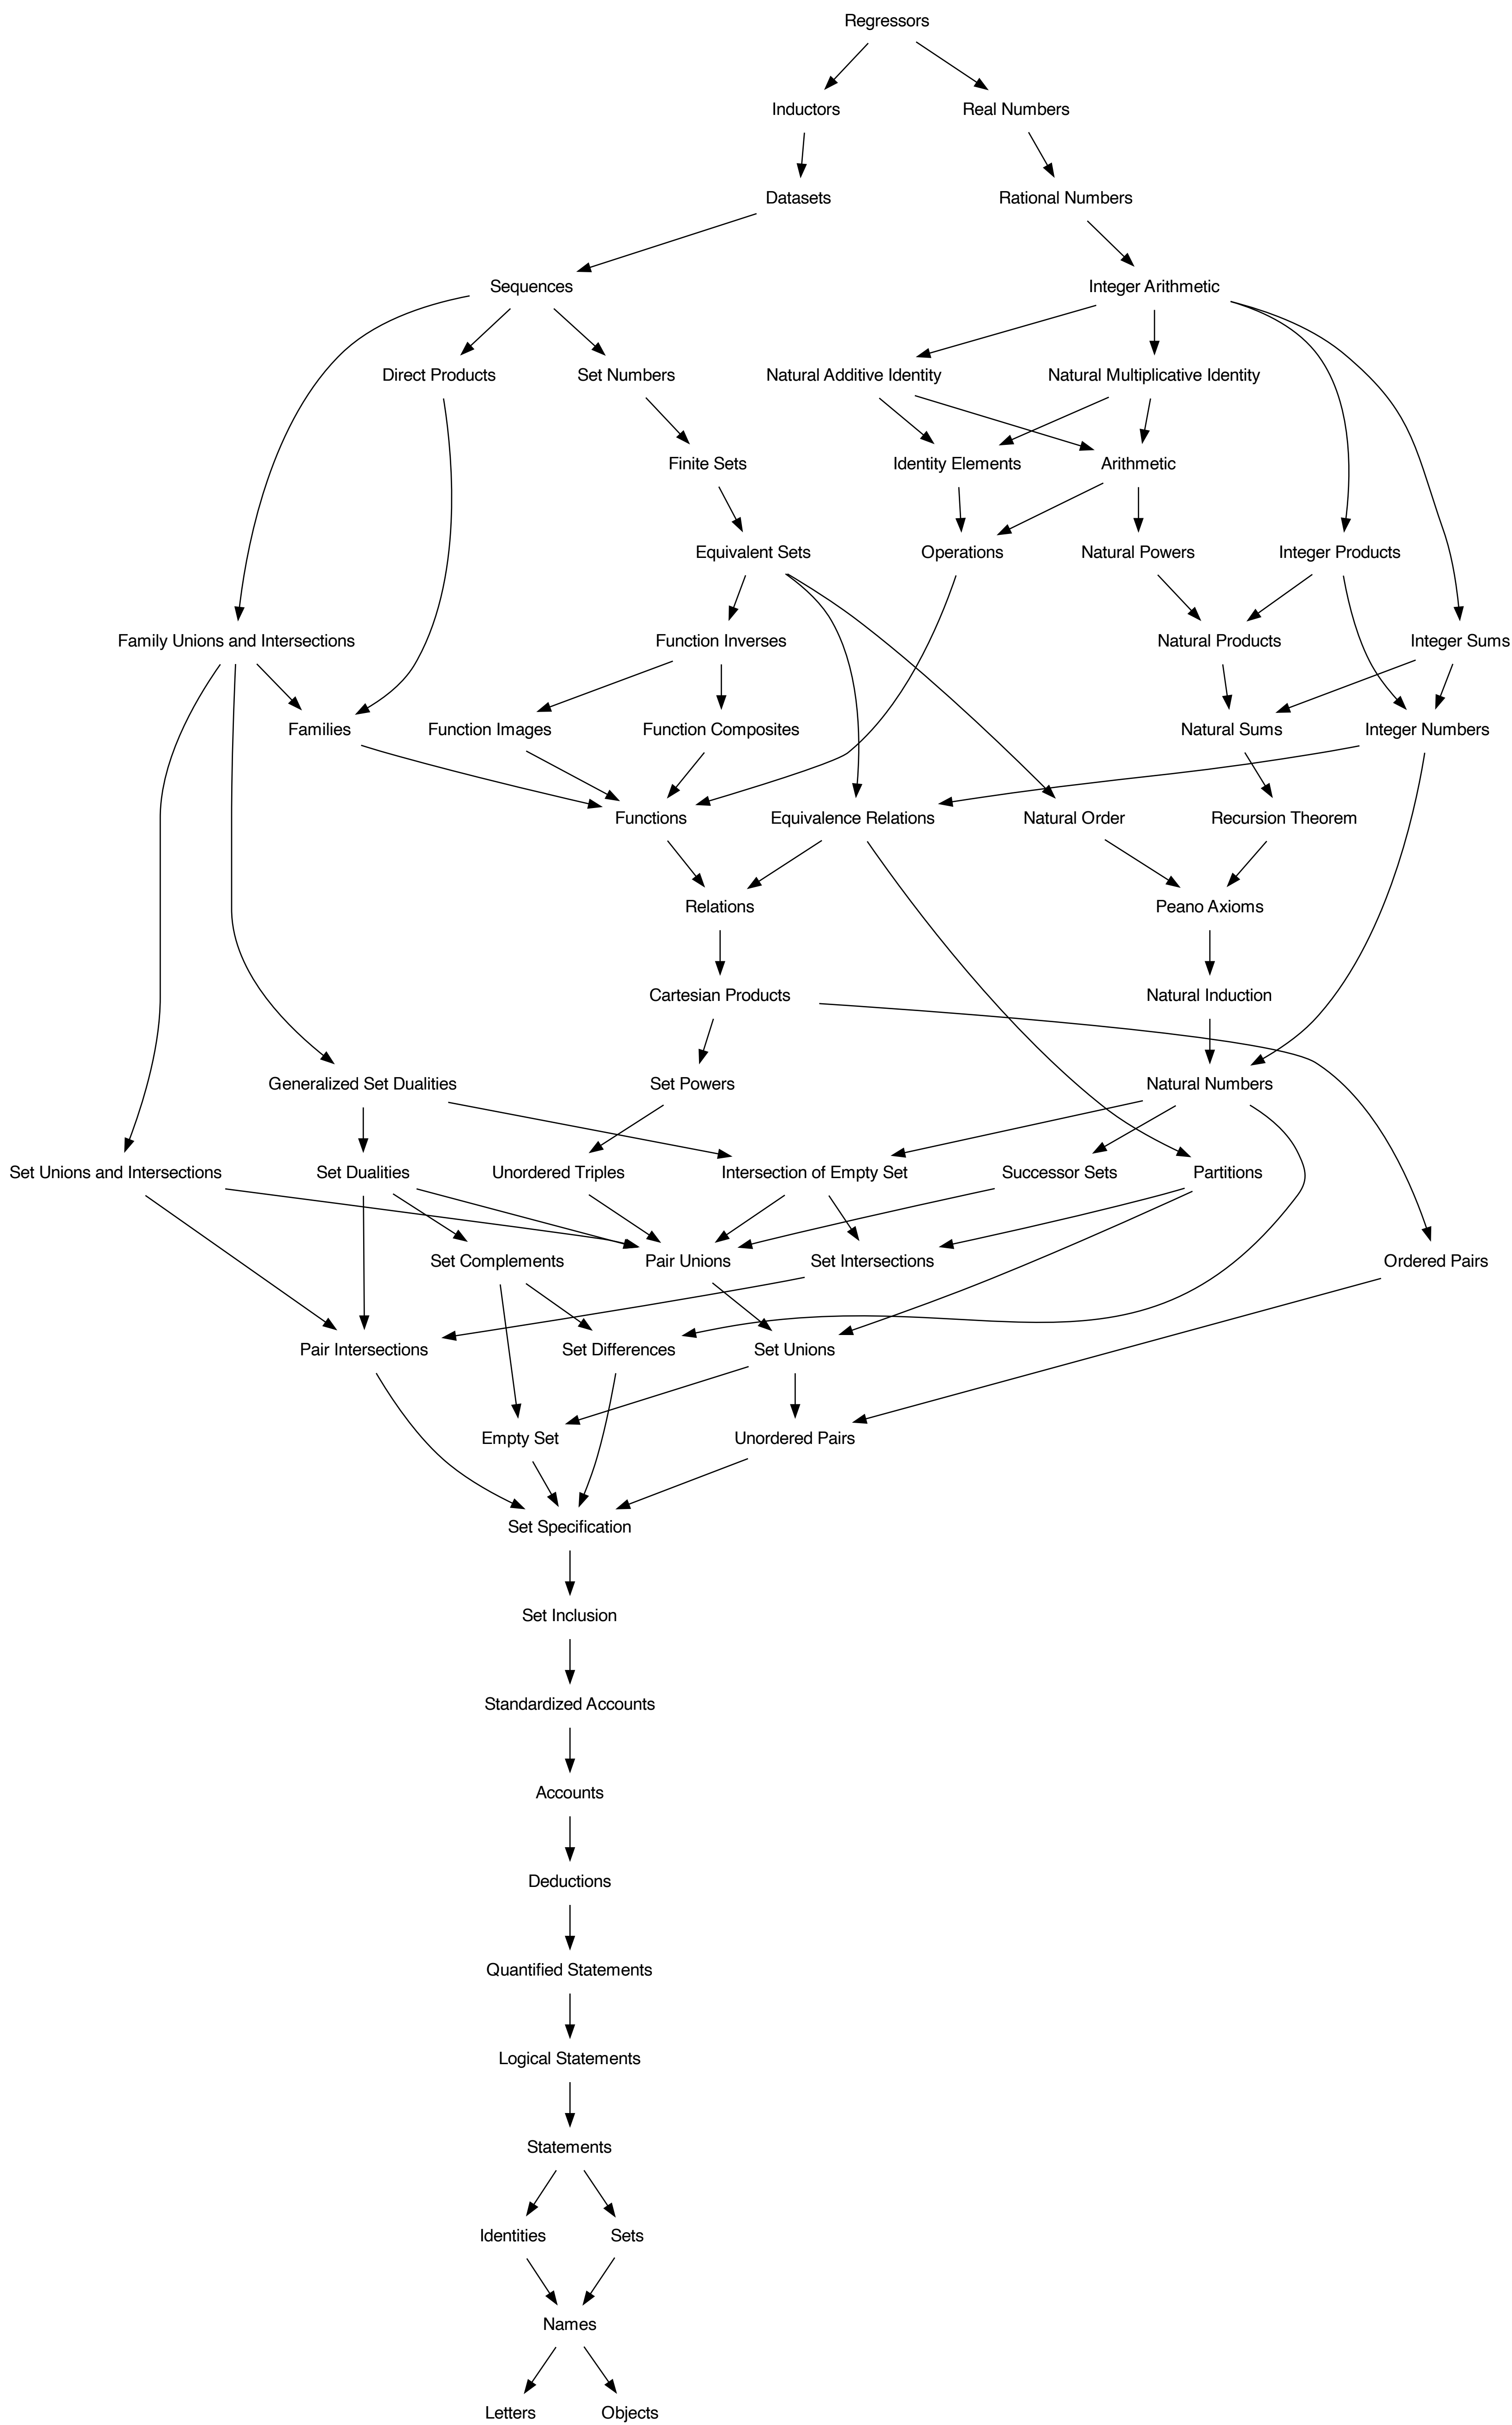 Regressors
Inductors
Real Numbers
Datasets
Rational Numbers
Sequences
Integer Arithmetic
Direct Products
Set Numbers
Natural Additive Identity
Natural Multiplicative Identity
Finite Sets
Identity Elements
Arithmetic
Equivalent Sets
Operations
Natural Powers
Integer Products
Family Unions and Intersections
Function Inverses
Natural Products
Integer Sums
Families
Function Images
Function Composites
Natural Sums
Integer Numbers
Functions
Equivalence Relations
Natural Order
Recursion Theorem
Relations
Peano Axioms
Cartesian Products
Natural Induction
Generalized Set Dualities
Set Powers
Natural Numbers
Set Unions and Intersections
Set Dualities
Unordered Triples
Intersection of Empty Set
Successor Sets
Partitions
Set Complements
Pair Unions
Set Intersections
Ordered Pairs
Pair Intersections
Set Differences
Set Unions
Empty Set
Unordered Pairs
Set Specification
Set Inclusion
Standardized Accounts
Accounts
Deductions
Quantified Statements
Logical Statements
Statements
Identities
Sets
Names
Letters
Objects